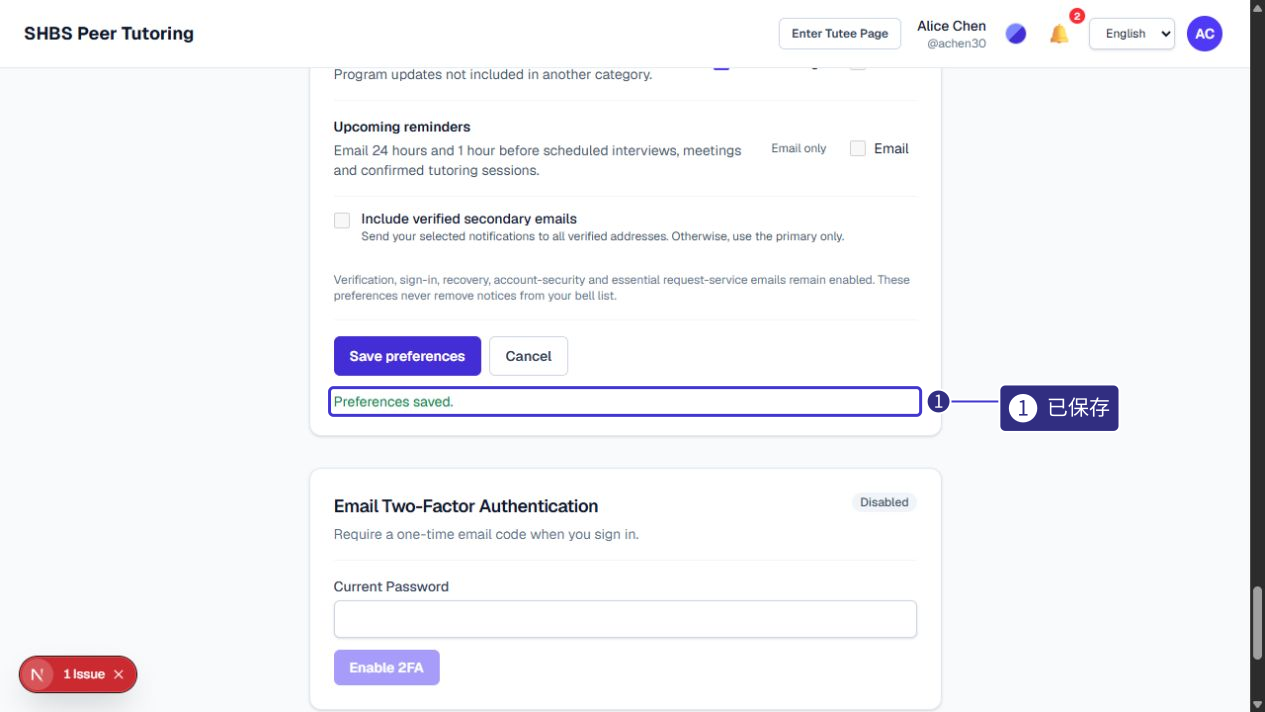 SHBS Peer Tutoring
Enter Tutee Page
Alice Chen
@achen30
2
English
AC
Program updates not included in another category.
Upcoming reminders
Email 24 hours and 1 hour before scheduled interviews, meetings
and confirmed tutoring sessions.
Email only
Email
Include verified secondary emails
Send your selected notifications to all verified addresses. Otherwise, use the primary only.
Verification, sign-in, recovery, account-security and essential request-service emails remain enabled. These
preferences never remove notices from your bell list.
Save preferences
Cancel
Preferences saved.
1
1 已保存
Email Two-Factor Authentication
Disabled
Require a one-time email code when you sign in.
Current Password
Enable 2FA
N
1 Issue